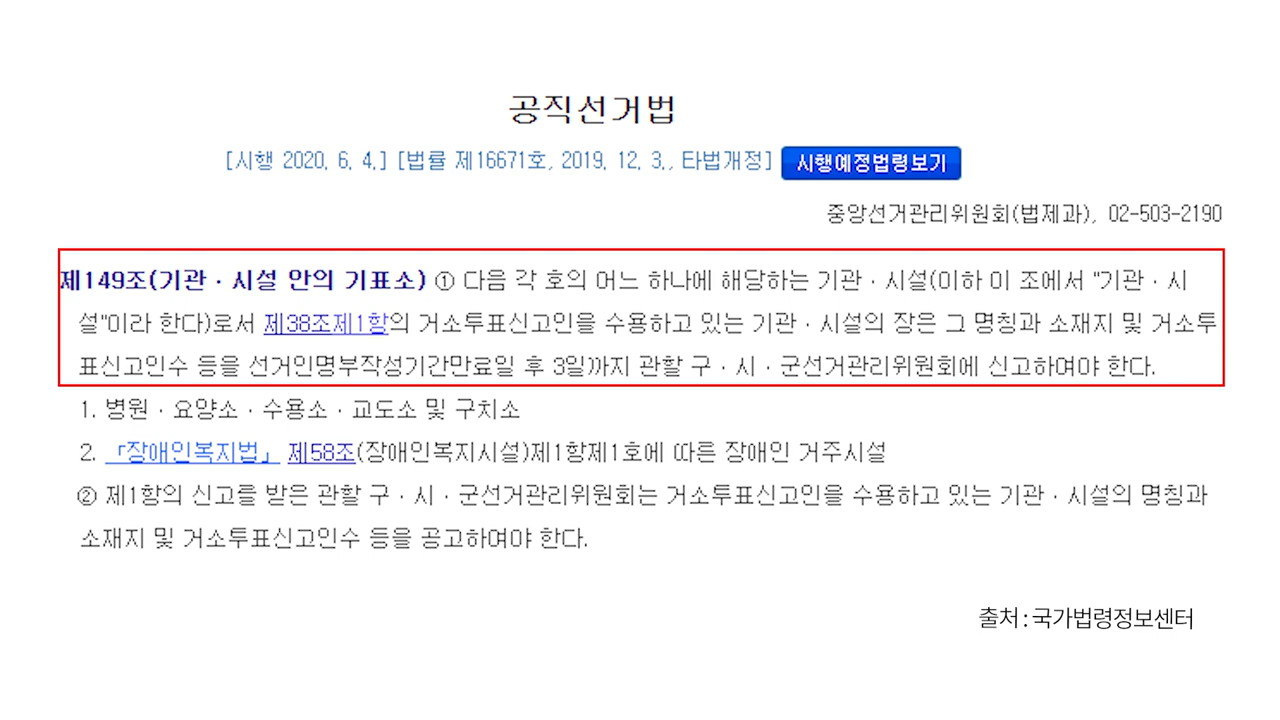 공직선거법
[시행 2020. 6. 4.] [법률 제16671호, 2019. 12. 3., 타법개정] 시행예정법령보기
중앙선거관리위원회(법제과), 02-503-2190
제149조(기관ㆍ시설 안의 기표소) ① 다음 각 호의 어느 하나에 해당하는 기관ㆍ시설(이하 이 조에서 "기관ㆍ시
설"이라 한다)로서 제38조제1항의 거소투표신고인을 수용하고 있는 기관ㆍ시설의 장은 그 명칭과 소재지 및 거소투
표신고인수 등을 선거인명부작성기간만료일 후 3일까지 관할 구ㆍ시ㆍ군선거관리위원회에 신고하여야 한다.
1. 병원ㆍ요양소ㆍ수용소ㆍ교도소 및 구치소
2. 「장애인복지법」 제58조(장애인복지시설)제1항제1호에 따른 장애인 거주시설
② 제1항의 신고를 받은 관할 구ㆍ시ㆍ군선거관리위원회는 거소투표신고인을 수용하고 있는 기관ㆍ시설의 명칭과
소재지 및 거소투표신고인수 등을 공고하여야 한다.
출처 : 국가법령정보센터